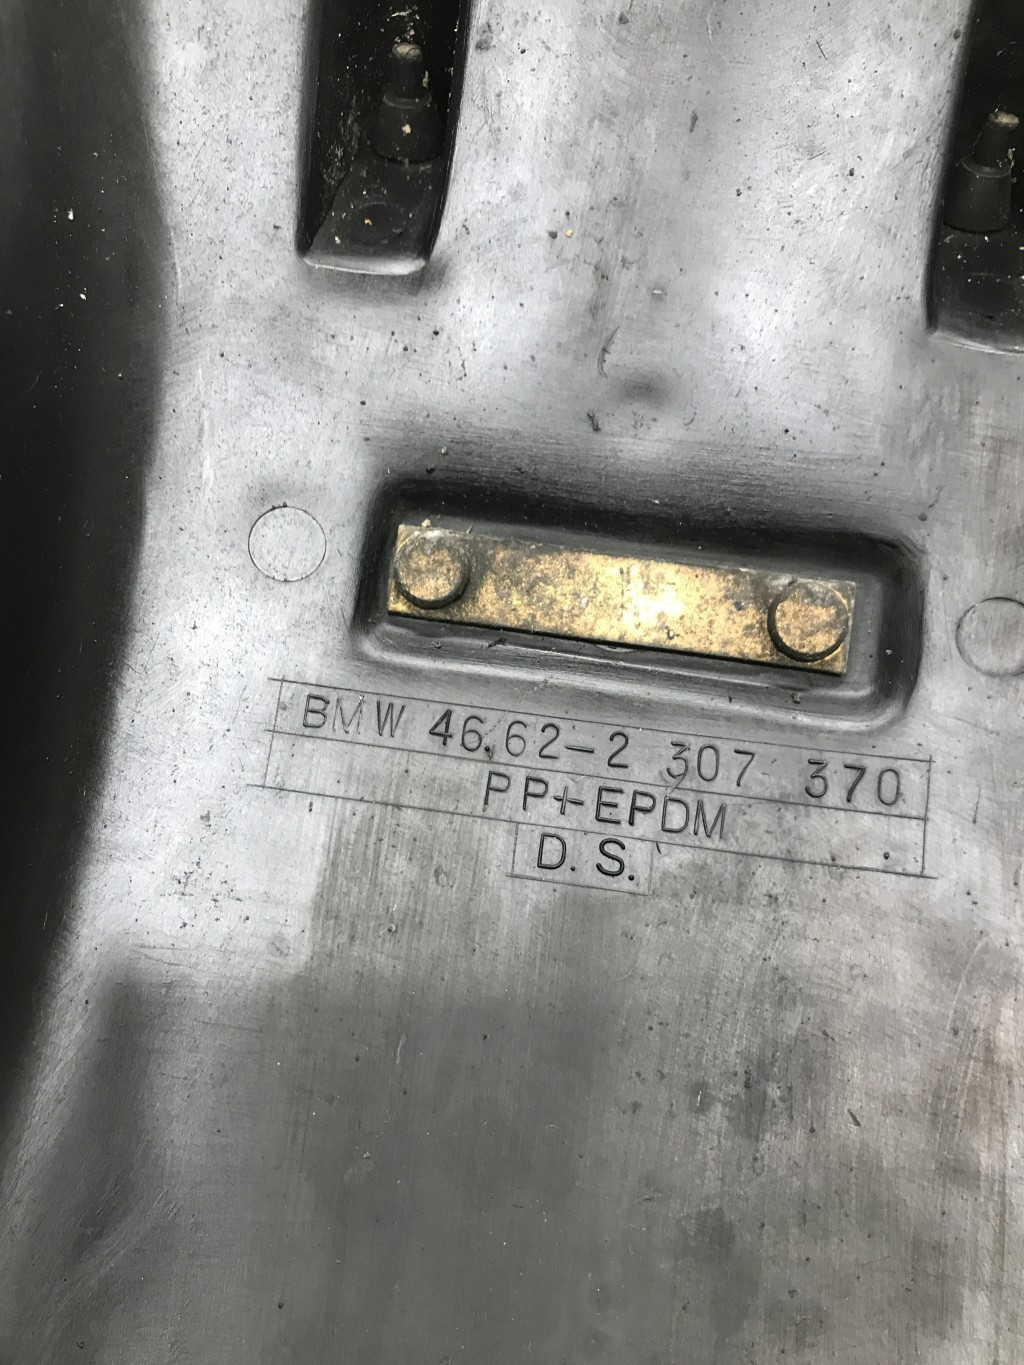 BMW 46.62-2 307 370
PP+EPDM
D. S.